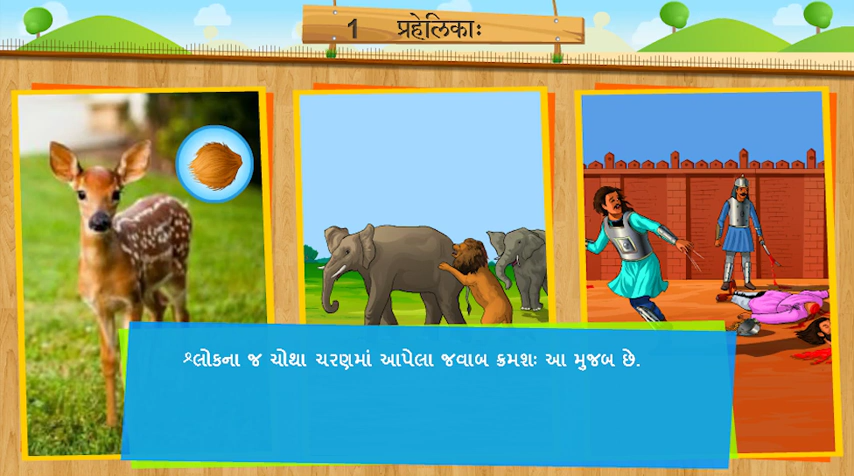 1 प्रहेलिकाः
શ્લોકના જ ચોથા ચરણમાં આપેલા જવાબ ક્રમશઃ આ મુજબ છે.